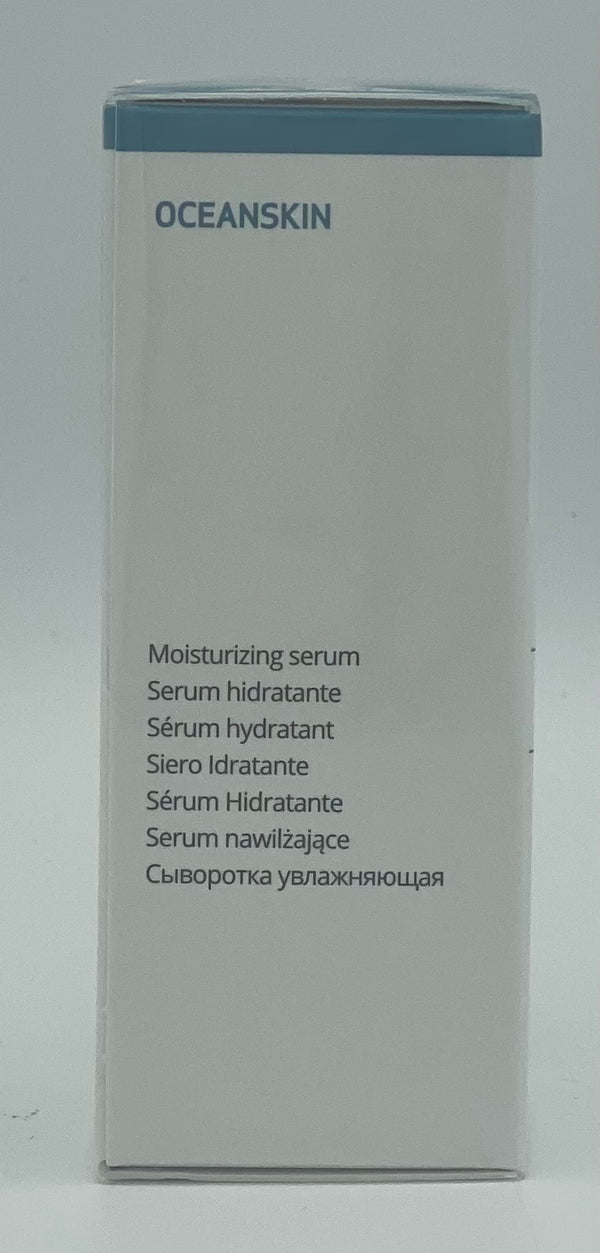 OCEANSKIN
Moisturizing serum
Serum hidratante
Sérum hydratant
Siero Idratante
Sérum Hidratante
Serum nawilżające
Сыворотка увлажняющая